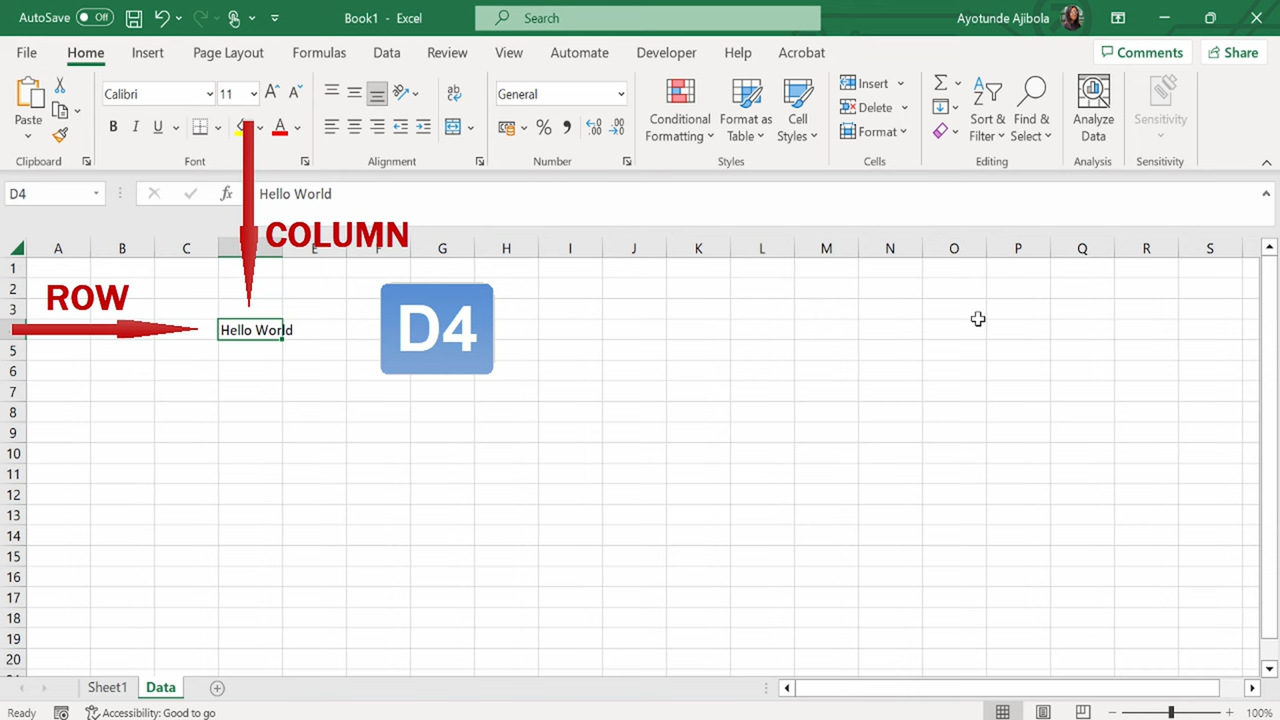 AutoSave Off Book1 - Excel Search Ayotunde Ajibola
File Home Insert Page Layout Formulas Data Review View Automate Developer Help Acrobat Comments Share
Calibri 11 General Insert
Paste B I U A % Conditional Formatting Format as Table Cell Styles Delete Sort & Filter Find & Select Analyze Data Sensitivity
Format
Clipboard Font Alignment Number Styles Cells Editing Analysis Sensitivity
D4 fx Hello World
COLUMN
A B C E F G H I J K L M N O P Q R S
1
2
ROW
3
Hello World
D4
5
6
7
8
9
10
11
12
13
14
15
16
17
18
19
20
Sheet1 Data
Ready Accessibility: Good to go 100%